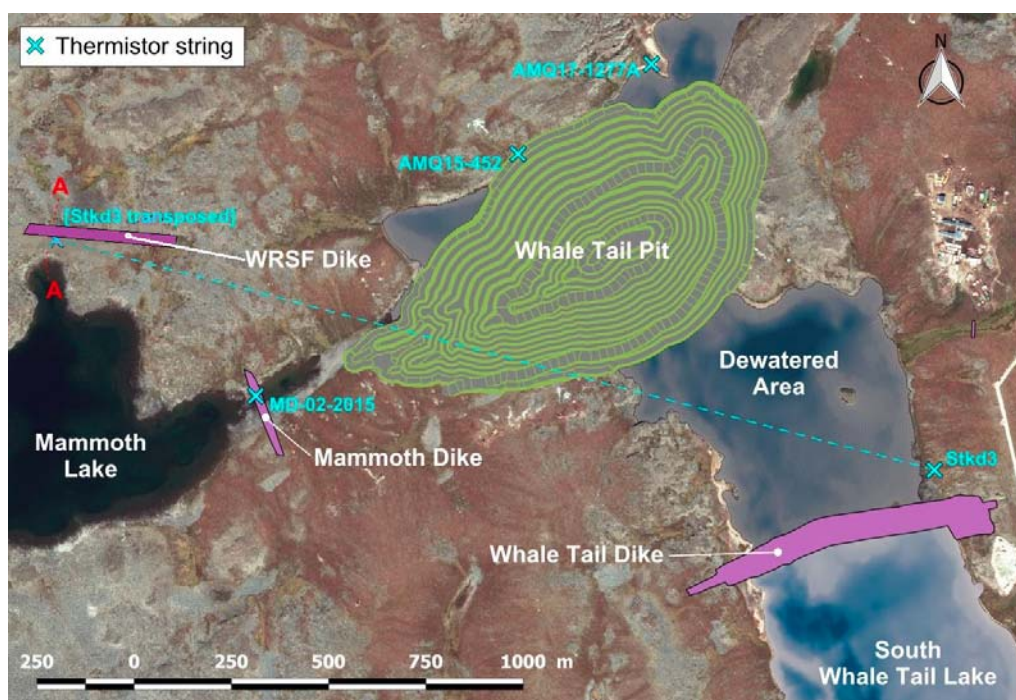 Thermistor string
N
AMQ17-1277A
AMQ15-452
A
[Stkd3 transposed]
WRSF Dike
Whale Tail Pit
A
Dewatered
Area
MD-02-2015
Mammoth
Lake
Mammoth Dike
Stkd3
Whale Tail Dike
South
Whale Tail Lake
250 0 250 500 750 1000 m